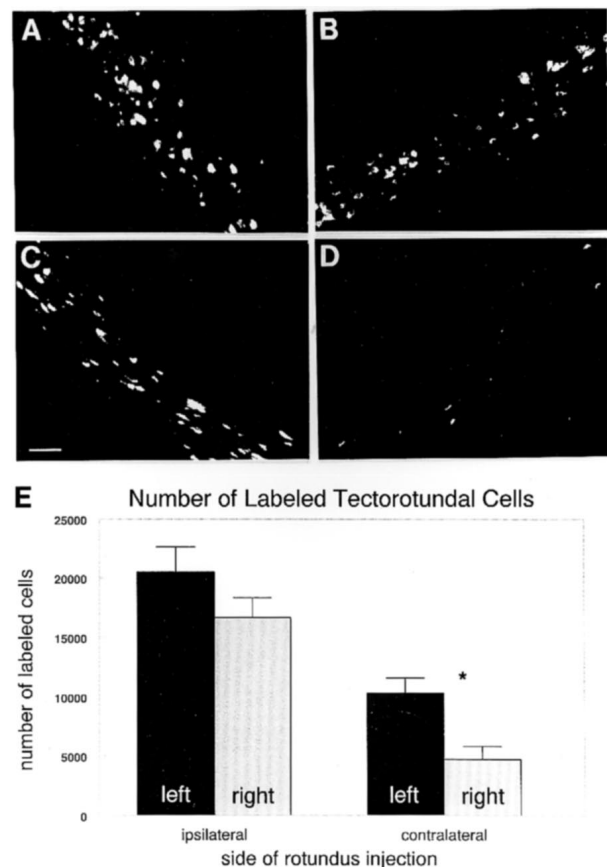 A
B
C
D
E
Number of Labeled Tectorotundal Cells
25000
20000
15000
10000
5000
0
number of labeled cells
*
left
right
left
right
ipsilateral
contralateral
side of rotundus injection